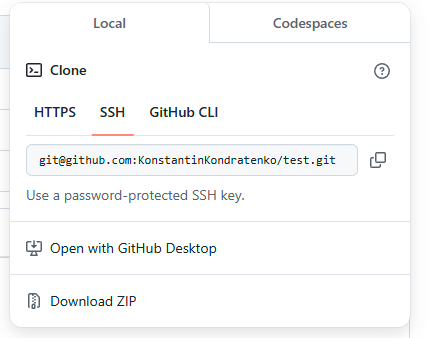 Local
Codespaces
Clone
HTTPS
SSH
GitHub CLI
git@github.com:KonstantinKondratenko/test.git
Use a password-protected SSH key.
Open with GitHub Desktop
Download ZIP